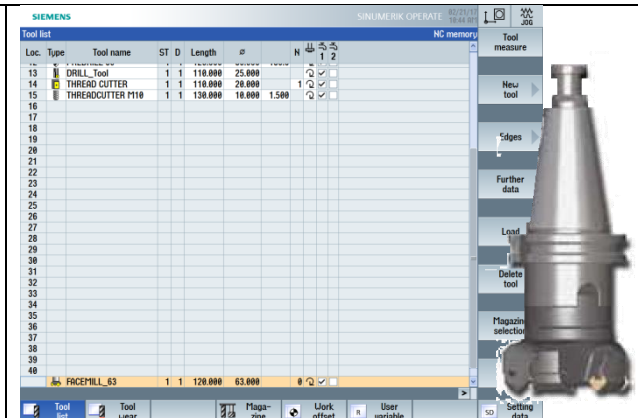 SIEMENS SINUMERIK OPERATE 02/21/17
JOG
Tool list NC memory
Loc. Type Tool name ST D Length ø N 1 2
13 DRILL_Tool 1 1 110.000 25.000
14 THREAD CUTTER 1 1 110.000 20.000 1
15 THREADCUTTER M10 1 1 130.000 10.000 1.500
16
17
18
19
20
21
22
23
24
25
26
27
28
29
30
31
32
33
34
35
36
37
38
39
40
FACEMILL_63 1 1 120.000 63.000 0
Tool
measure
New
tool
Edges
Further
data
Load
Delete
tool
Magazine
selection
Tool
list
Tool
wear
Maga-
zine
Work
offset
R User
variable
SD Setting
data